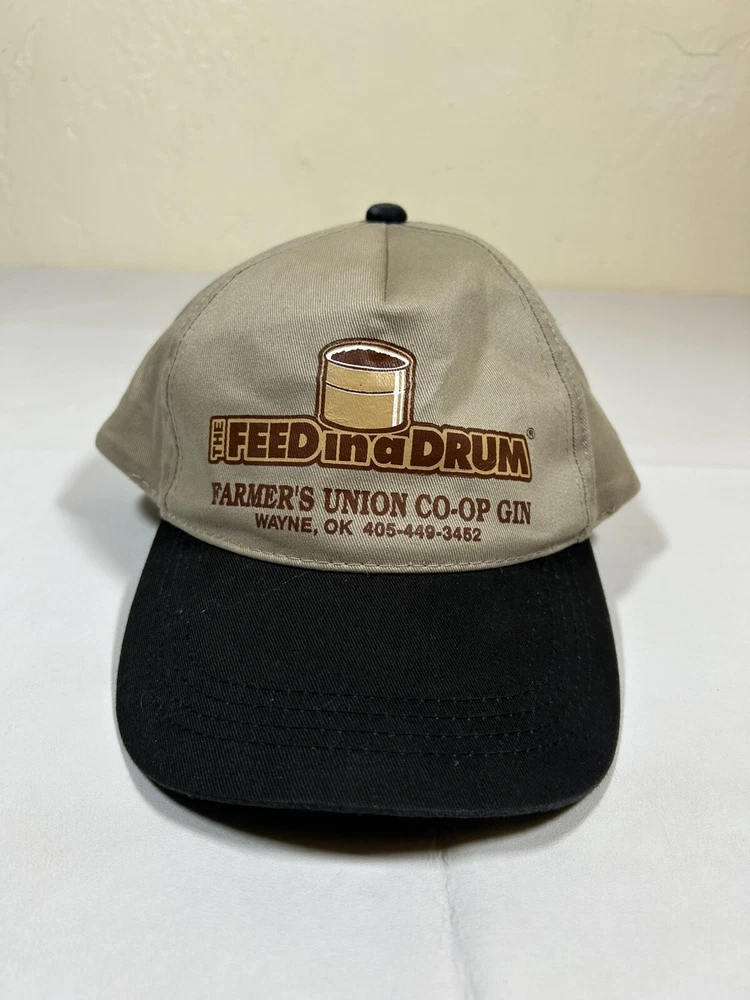 THE FEED in a DRUM®
FARMER'S UNION CO-OP GIN
WAYNE, OK 405-449-3452